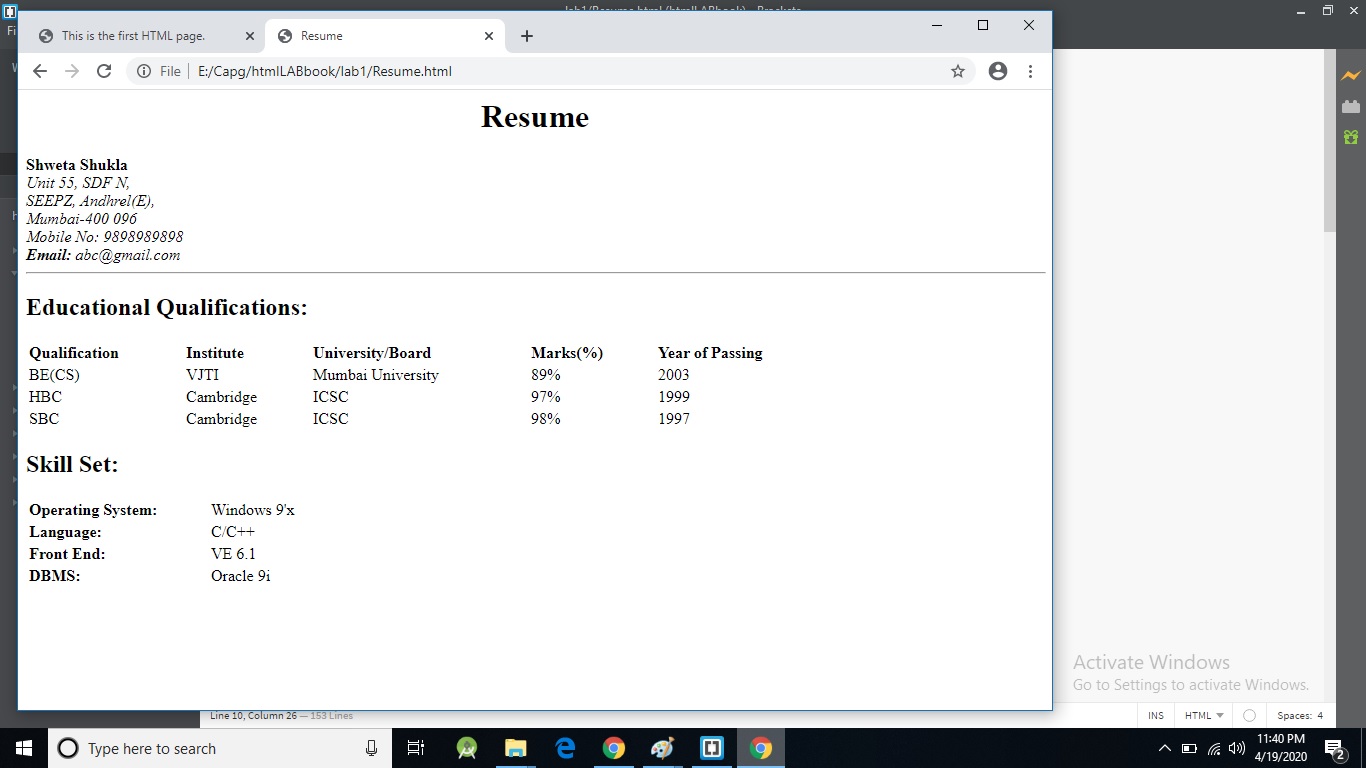 lab1/Resume.html (htmlLABbook) - Brackets
Fi
This is the first HTML page.
Resume
File
E:/Capg/htmlLABbook/lab1/Resume.html
Resume
Shweta Shukla
Unit 55, SDF N,
SEEPZ, Andhrel(E),
Mumbai-400 096
Mobile No: 9898989898
Email: abc@gmail.com
Educational Qualifications:
Qualification Institute University/Board Marks(%) Year of Passing
BE(CS) VJTI Mumbai University 89% 2003
HBC Cambridge ICSC 97% 1999
SBC Cambridge ICSC 98% 1997
Skill Set:
Operating System: Windows 9'x
Language: C/C++
Front End: VE 6.1
DBMS: Oracle 9i
Activate Windows
Go to Settings to activate Windows.
Line 10, Column 26 — 153 Lines
INS HTML Spaces: 4
Type here to search
11:40 PM
4/19/2020
2